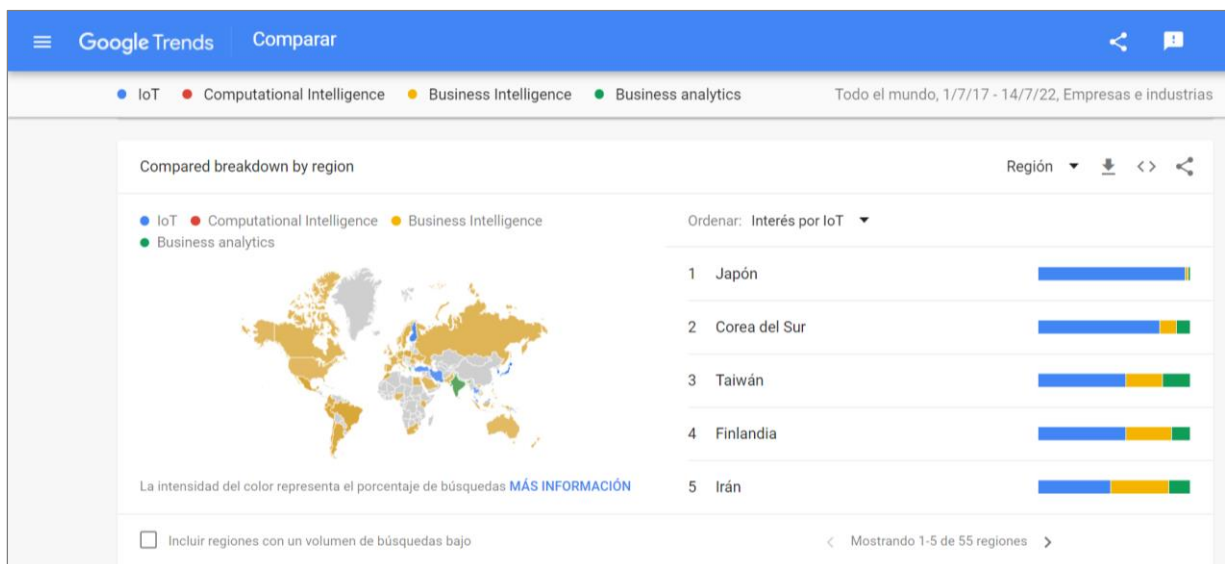 Google Trends Comparar
IoT Computational Intelligence Business Intelligence Business analytics Todo el mundo, 1/7/17 - 14/7/22, Empresas e industrias
Compared breakdown by region Región
IoT Computational Intelligence Business Intelligence
Business analytics
La intensidad del color representa el porcentaje de búsquedas MÁS INFORMACIÓN
Incluir regiones con un volumen de búsquedas bajo
Ordenar: Interés por IoT
1 Japón
2 Corea del Sur
3 Taiwán
4 Finlandia
5 Irán
Mostrando 1-5 de 55 regiones